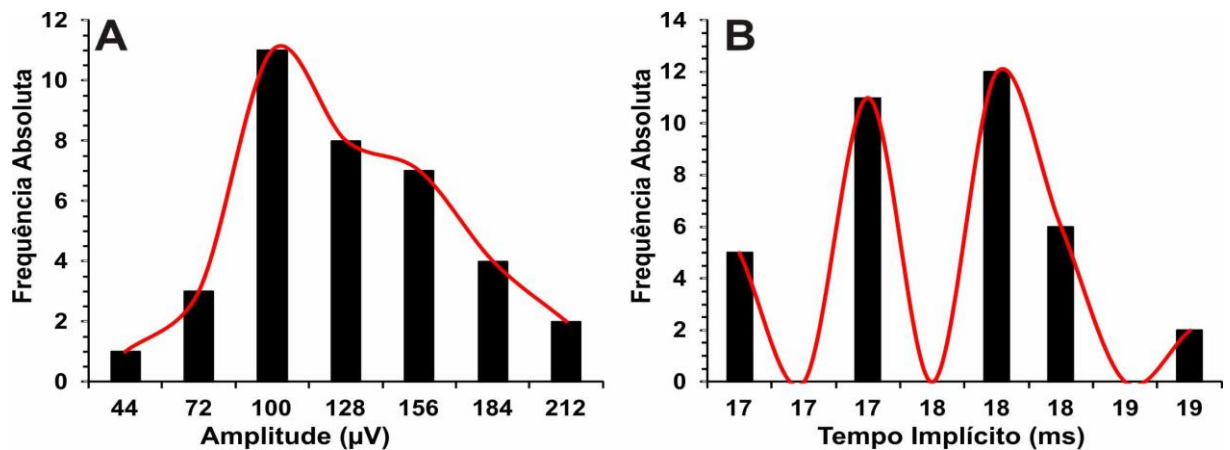 A
Frequência Absoluta
12
10
8
6
4
2
0
44 72 100 128 156 184 212
Amplitude (µV)
B
Frequência Absoluta
14
12
10
8
6
4
2
0
17 17 17 18 18 18 19 19
Tempo Implícito (ms)